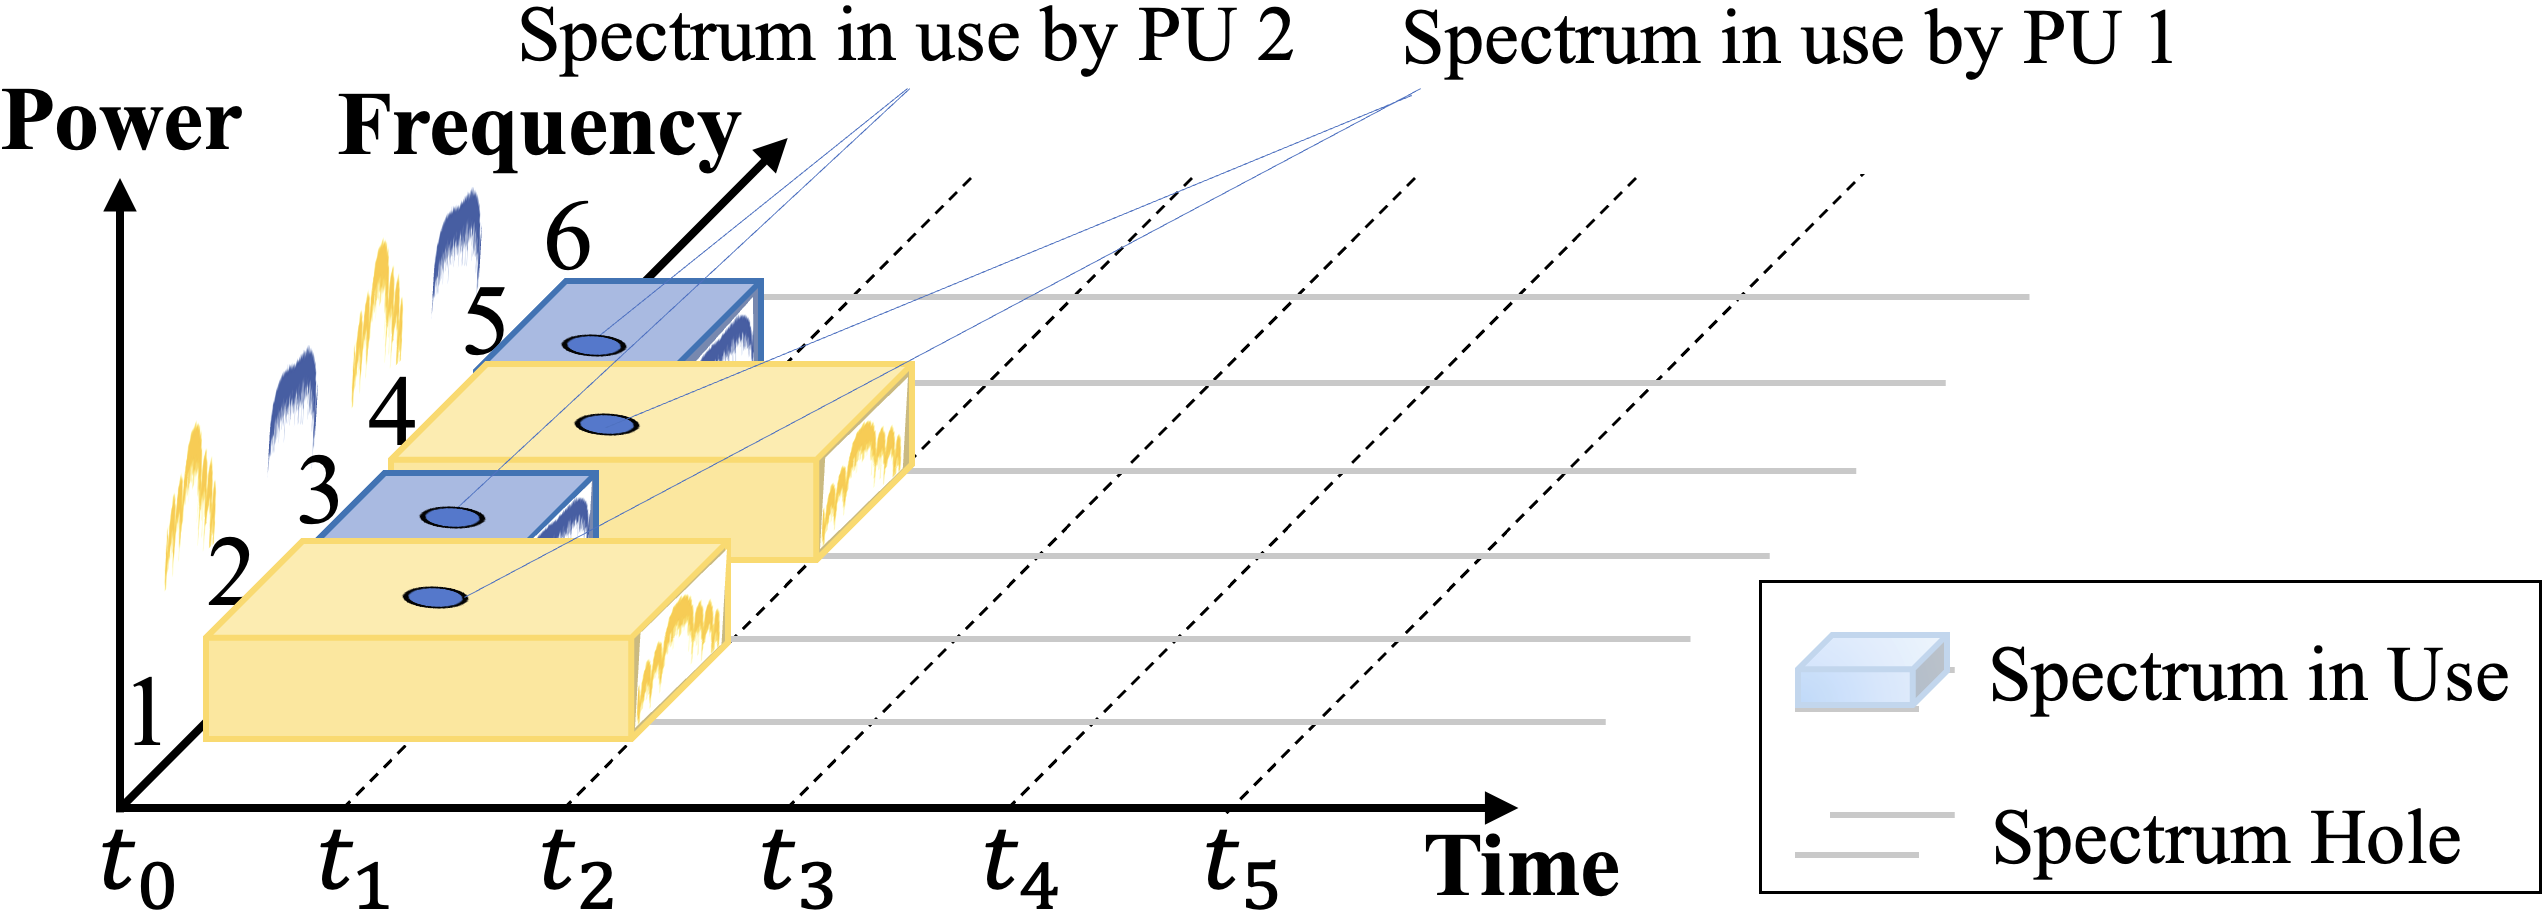 Spectrum in use by PU 2
Spectrum in use by PU 1
Power
Frequency
6
5
4
3
2
1
Spectrum in Use
Spectrum Hole
t0
t1
t2
t3
t4
t5
Time